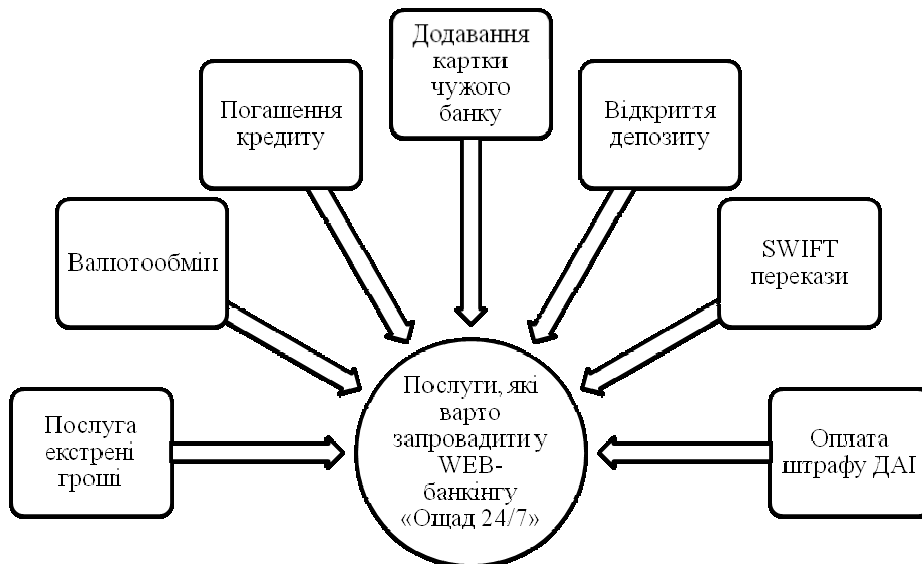 Додавання
картки
чужого
банку
Погашення
кредиту
Відкриття
депозиту
Валютообмін
SWIFT
перекази
Послуга
екстрені
гроші
Послуги, які
варто
запровадити у
WEB-
банкінгу
«Ощад 24/7»
Оплата
штрафу ДАІ